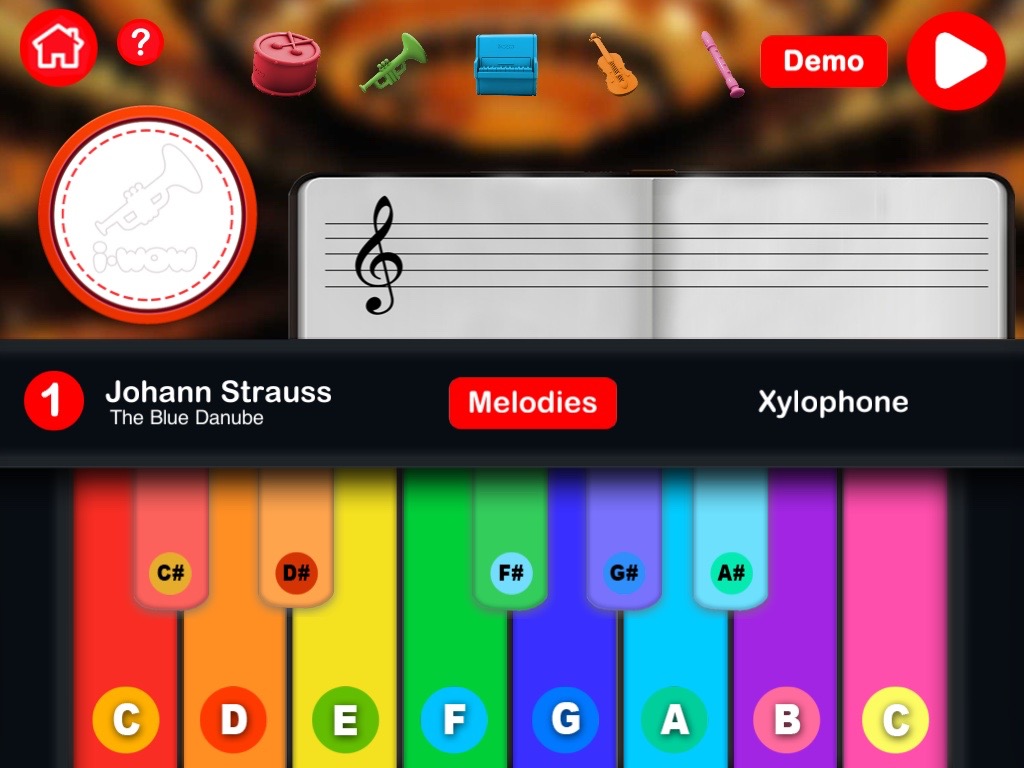 ?
Demo
i-wow
1
Johann Strauss
The Blue Danube
Melodies
Xylophone
C# D# F# G# A#
C D E F G A B C